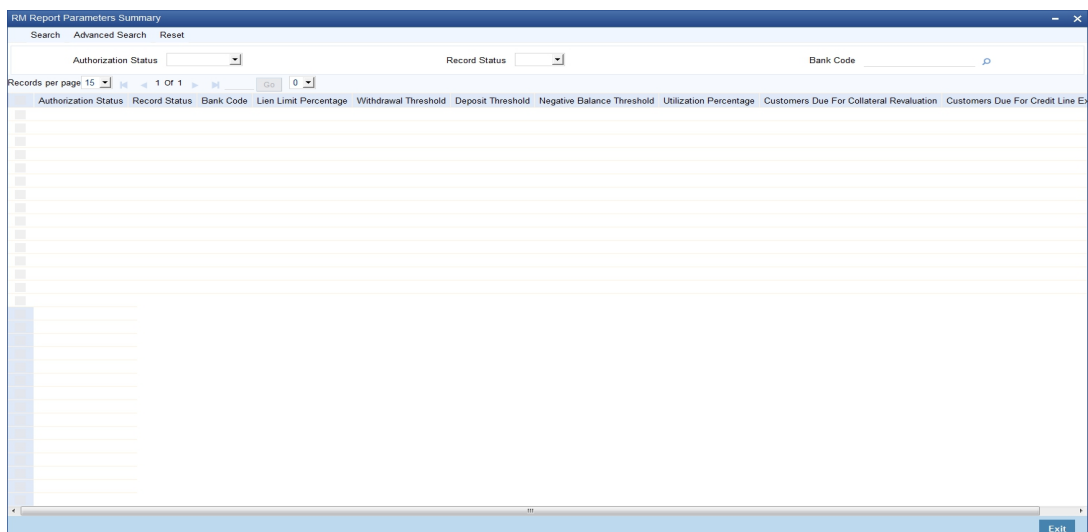 RM Report Parameters Summary
Search Advanced Search Reset
Authorization Status Record Status Bank Code
Records per page 15 1 Of 1 Go 0
Authorization Status Record Status Bank Code Lien Limit Percentage Withdrawal Threshold Deposit Threshold Negative Balance Threshold Utilization Percentage Customers Due For Collateral Revaluation Customers Due For Credit Line Ex
Exit